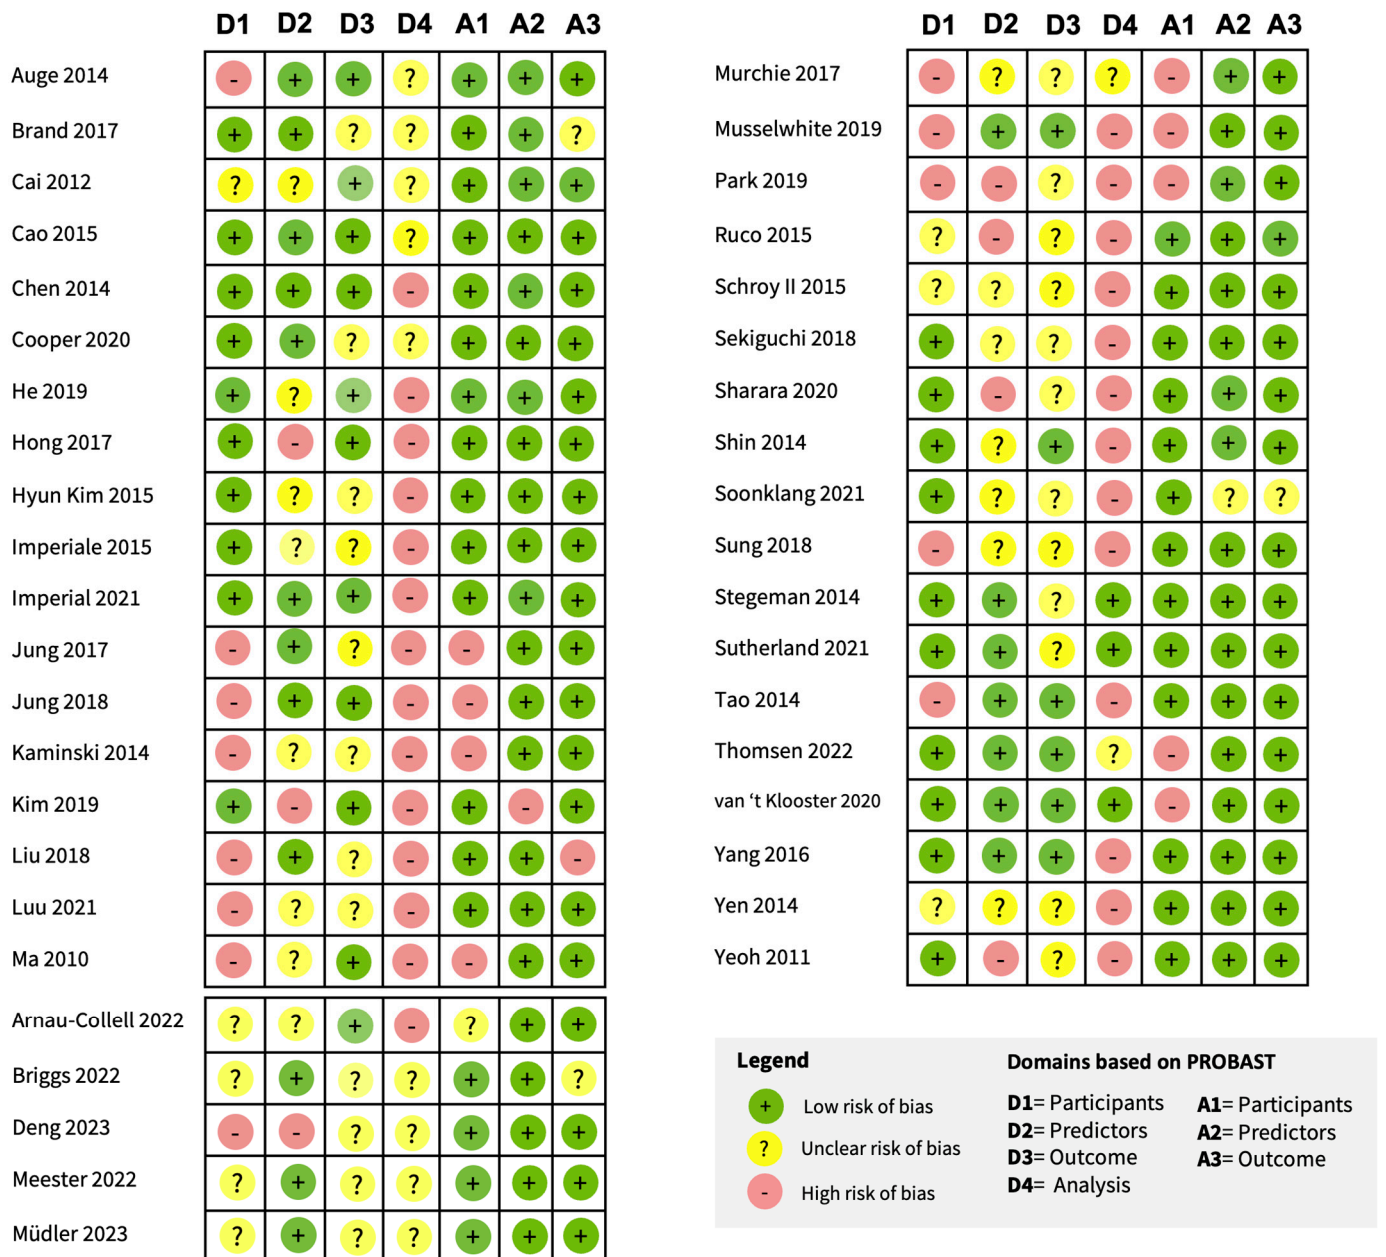 D1 D2 D3 D4 A1 A2 A3
Auge 2014 - + + ? + + +
Brand 2017 + + ? ? + + ?
Cai 2012 ? ? + ? + + +
Cao 2015 + + + ? + + +
Chen 2014 + + + - + + +
Cooper 2020 + + ? ? + + +
He 2019 + ? + - + + +
Hong 2017 + - + - + + +
Hyun Kim 2015 + ? ? - + + +
Imperiale 2015 + ? ? - + + +
Imperial 2021 + + + - + + +
Jung 2017 - + ? - - + +
Jung 2018 - + + - - + +
Kaminski 2014 - ? ? - - + +
Kim 2019 + - + - + - +
Liu 2018 - + ? - + + -
Luu 2021 - ? ? - + + +
Ma 2010 - ? + - - + +
Arnau-Collell 2022 ? ? + - ? + +
Briggs 2022 ? + ? ? + + ?
Deng 2023 - - ? ? + + +
Meester 2022 ? + ? ? + + +
Müdler 2023 ? + ? ? + + +
D1 D2 D3 D4 A1 A2 A3
Murchie 2017 - ? ? ? - + +
Musselwhite 2019 - + + - - + +
Park 2019 - - ? - - + +
Ruco 2015 ? - ? - + + +
Schroy II 2015 ? ? ? - + + +
Sekiguchi 2018 + ? ? - + + +
Sharara 2020 + - ? - + + +
Shin 2014 + ? + - + + +
Soonklang 2021 + ? ? - + ? ?
Sung 2018 - ? ? - + + +
Stegeman 2014 + + ? + + + +
Sutherland 2021 + + ? + + + +
Tao 2014 - + + - + + +
Thomsen 2022 + + + ? - + +
van ‘t Klooster 2020 + + + + - + +
Yang 2016 + + + - + + +
Yen 2014 ? ? ? - + + +
Yeoh 2011 + - ? - + + +
Legend
+ Low risk of bias
? Unclear risk of bias
- High risk of bias
Domains based on PROBAST
D1= Participants
D2= Predictors
D3= Outcome
D4= Analysis
A1= Participants
A2= Predictors
A3= Outcome